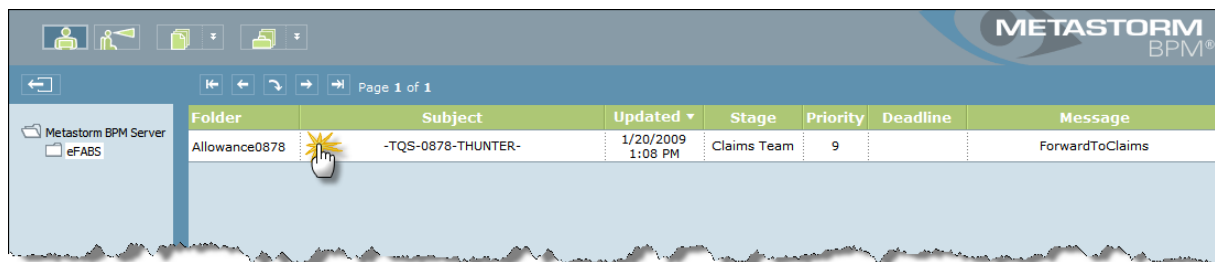 METASTORM
BPM®
Page 1 of 1
Metastorm BPM Server
eFABS
Folder Subject Updated ▼ Stage Priority Deadline Message
Allowance0878 -TQS-0878-THUNTER- 1/20/2009 1:08 PM Claims Team 9 ForwardToClaims